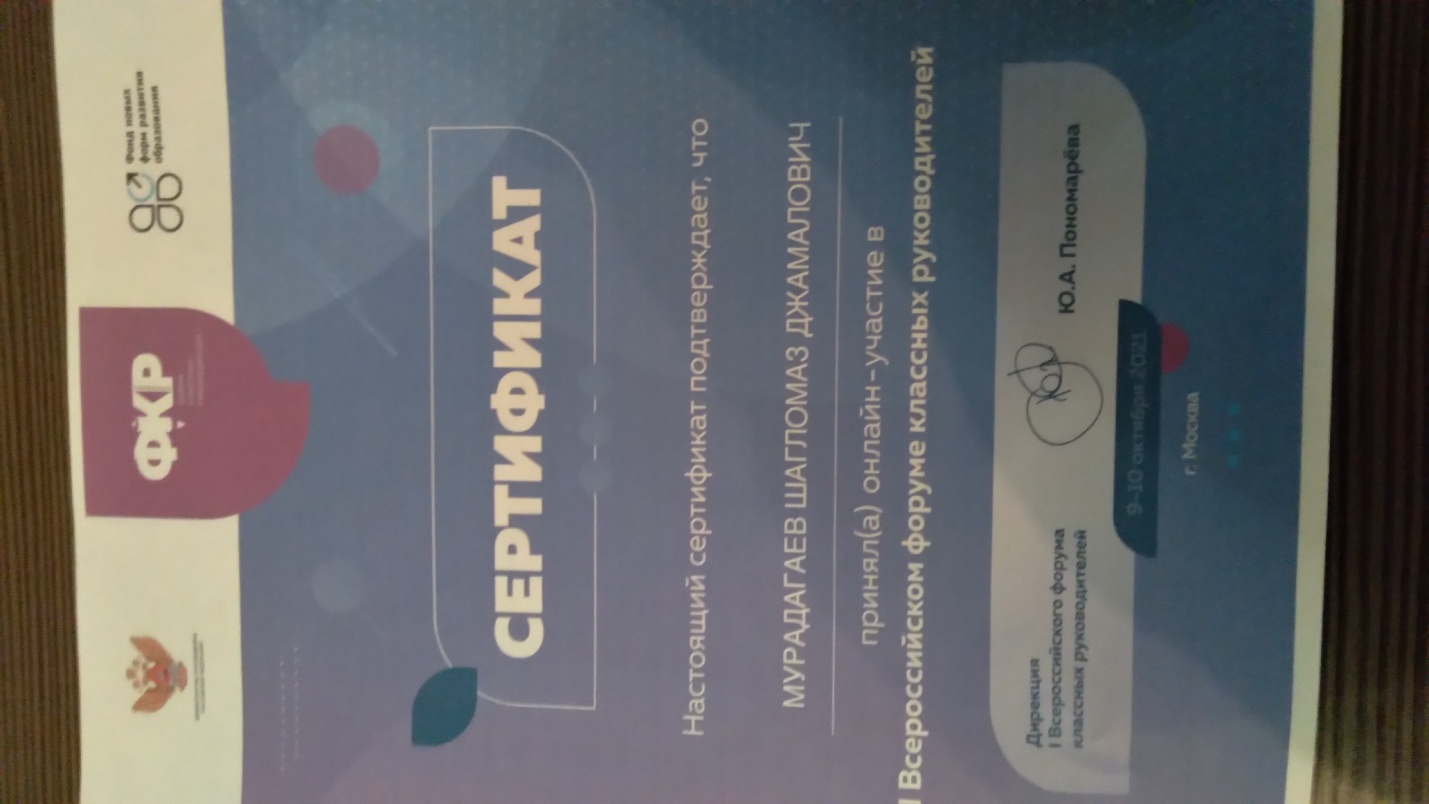 Фонд новых
форм развития
образования
ФКР
СЕРТИФИКАТ
Настоящий сертификат подтверждает, что
МУРАДАГАЕВ ШАГЛОМАЗ ДЖАМАЛОВИЧ
принял(а) онлайн-участие в
I Всероссийском форуме классных руководителей
Дирекция
I Всероссийского форума
классных руководителей
Ю.А. Пономарёва
9-10 октября 2021
г. Москва